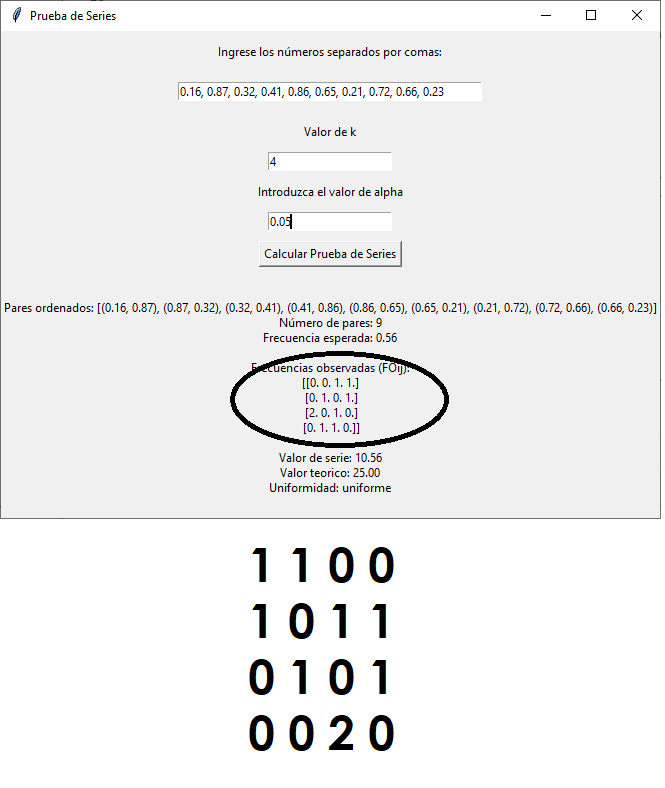 Prueba de Series
Ingrese los números separados por comas:
0.16, 0.87, 0.32, 0.41, 0.86, 0.65, 0.21, 0.72, 0.66, 0.23
Valor de k
4
Introduzca el valor de alpha
0.05
Calcular Prueba de Series
Pares ordenados: [(0.16, 0.87), (0.87, 0.32), (0.32, 0.41), (0.41, 0.86), (0.86, 0.65), (0.65, 0.21), (0.21, 0.72), (0.72, 0.66), (0.66, 0.23)]
Número de pares: 9
Frecuencia esperada: 0.56
Frecuencias observadas (FOij):
[[0. 0. 1. 1.]
[0. 1. 0. 1.]
[2. 0. 1. 0.]
[0. 1. 1. 0.]]
Valor de serie: 10.56
Valor teorico: 25.00
Uniformidad: uniforme
1 1 0 0
1 0 1 1
0 1 0 1
0 0 2 0